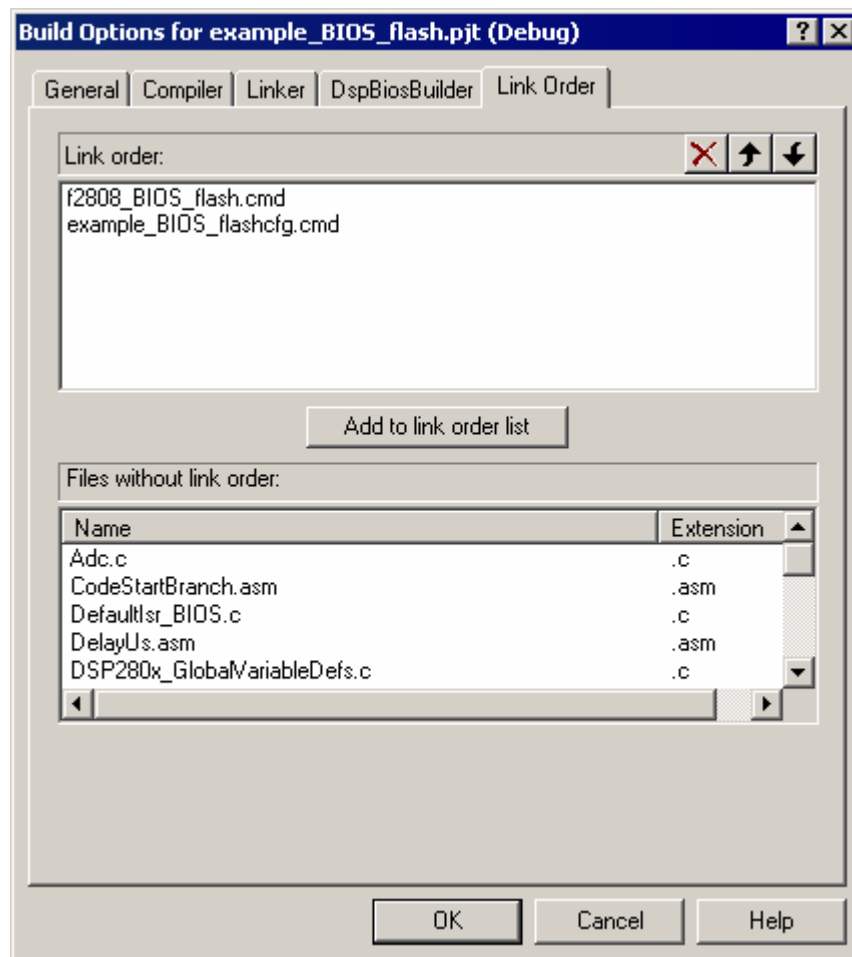 Build Options for example_BIOS_flash.pjt (Debug)
General Compiler Linker DspBiosBuilder Link Order
Link order:
f2808_BIOS_flash.cmd
example_BIOS_flashcfg.cmd
Add to link order list
Files without link order:
Name Extension
Adc.c .c
CodeStartBranch.asm .asm
DefaultIsr_BIOS.c .c
DelayUs.asm .asm
DSP280x_GlobalVariableDefs.c .c
OK Cancel Help